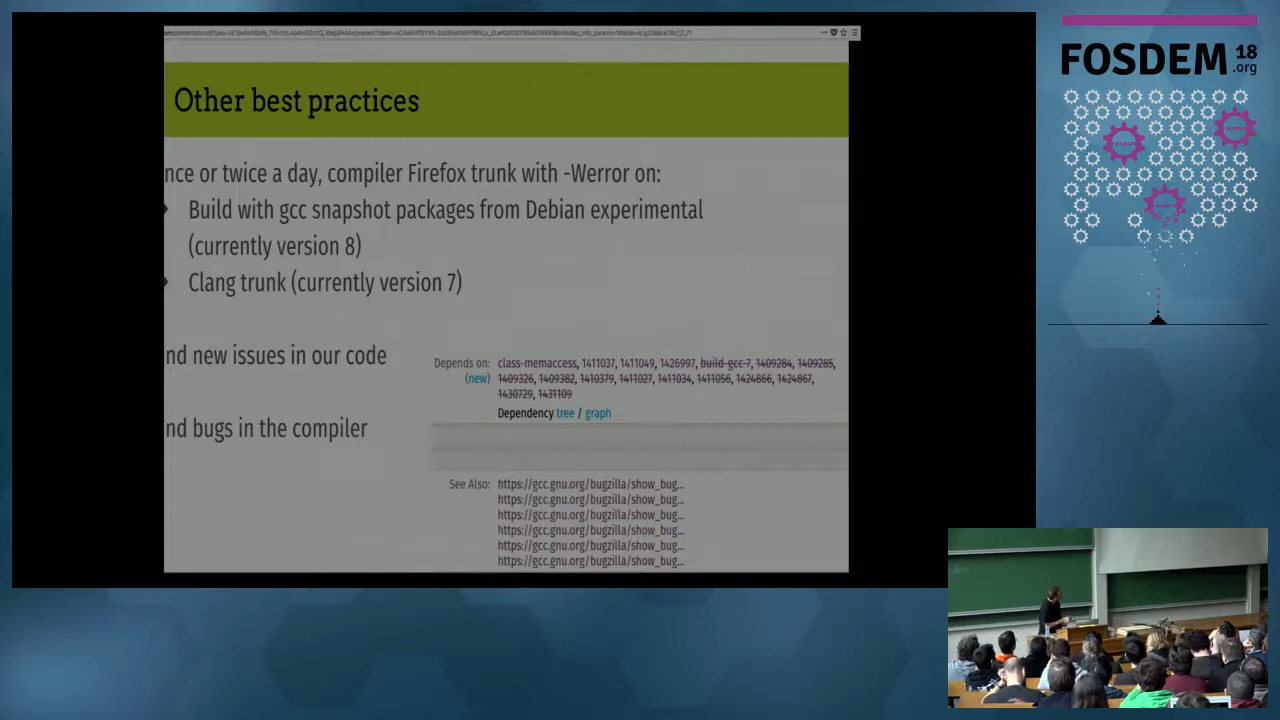 Other best practices
nce or twice a day, compiler Firefox trunk with -Werror on:
Build with gcc snapshot packages from Debian experimental
(currently version 8)
Clang trunk (currently version 7)
nd new issues in our code
nd bugs in the compiler
Depends on: class-memaccess, 1411037, 1411049, 1426997, build-gcc-7, 1409284, 1409285,
(new) 1409326, 1409382, 1410379, 1411027, 1411034, 1411056, 1424866, 1424867,
1430729, 1431109
Dependency tree / graph
See Also: https://gcc.gnu.org/bugzilla/show_bug...
https://gcc.gnu.org/bugzilla/show_bug...
https://gcc.gnu.org/bugzilla/show_bug...
https://gcc.gnu.org/bugzilla/show_bug...
https://gcc.gnu.org/bugzilla/show_bug...
https://gcc.gnu.org/bugzilla/show_bug...
FOSDEM 18
.org